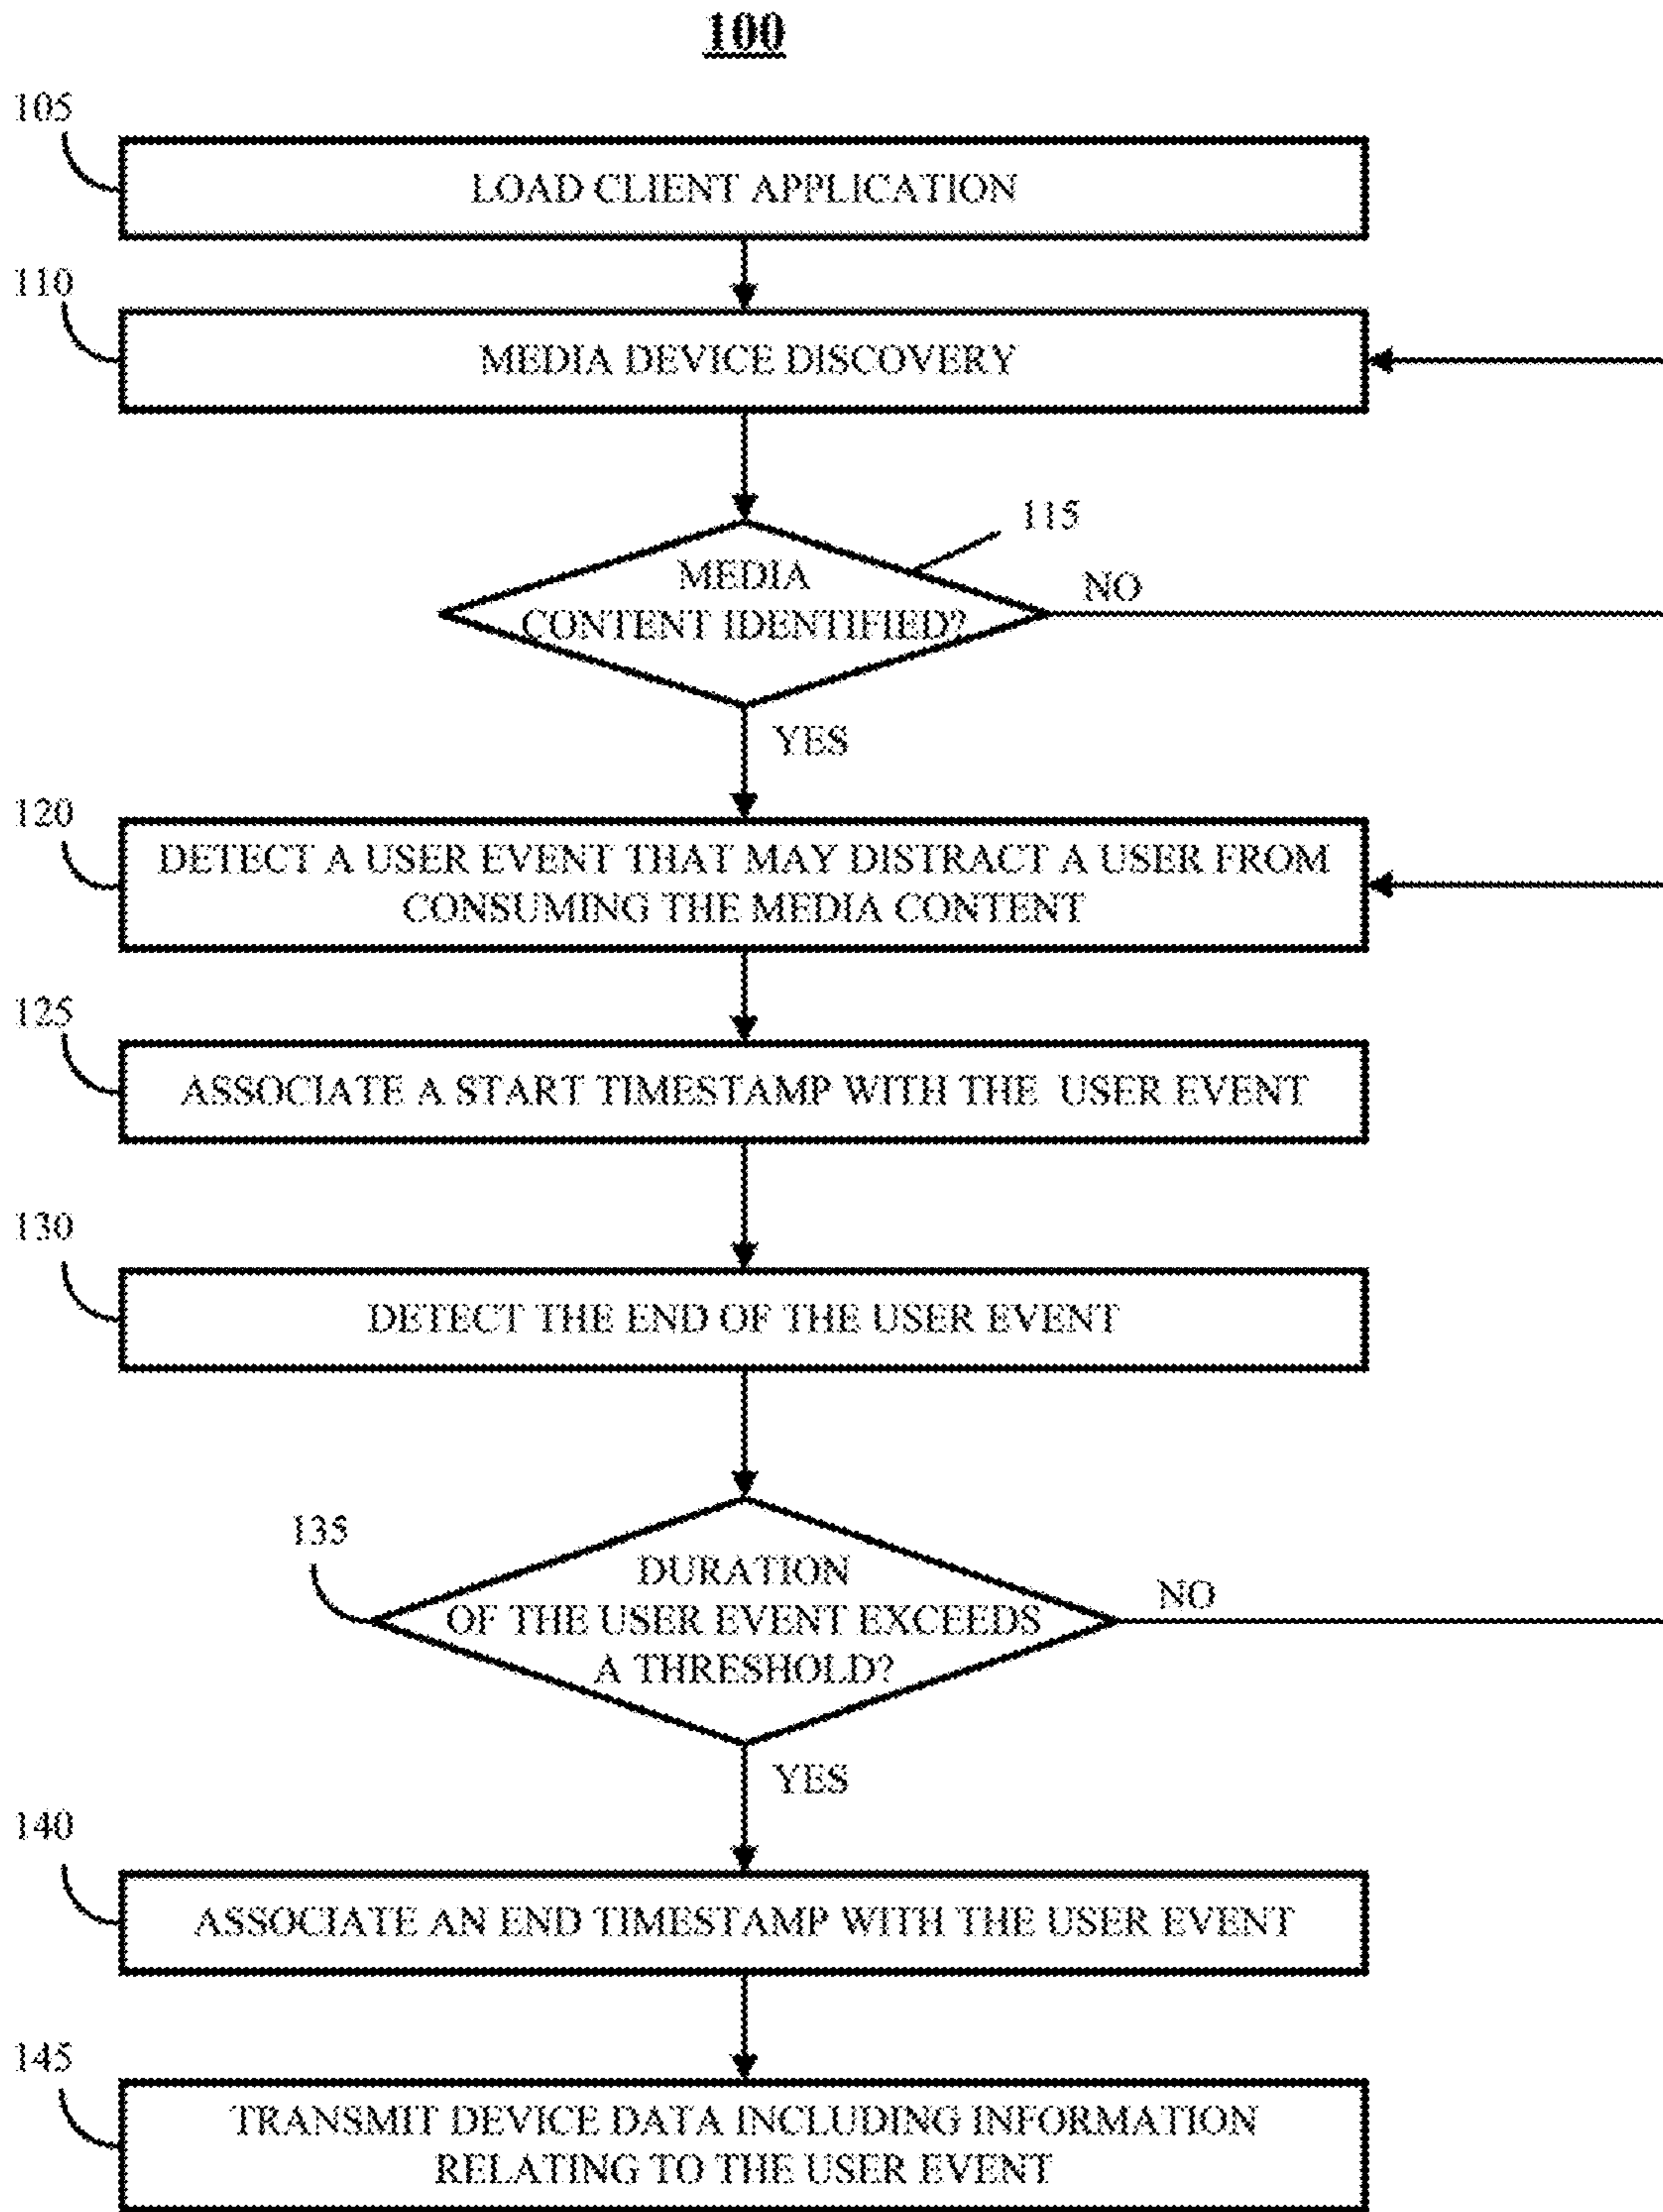 100
105
LOAD CLIENT APPLICATION
110
MEDIA DEVICE DISCOVERY
115
MEDIA
CONTENT IDENTIFIED?
NO
YES
120
DETECT A USER EVENT THAT MAY DISTRACT A USER FROM
CONSUMING THE MEDIA CONTENT
125
ASSOCIATE A START TIMESTAMP WITH THE USER EVENT
130
DETECT THE END OF THE USER EVENT
135
DURATION
OF THE USER EVENT EXCEEDS
A THRESHOLD?
NO
YES
140
ASSOCIATE AN END TIMESTAMP WITH THE USER EVENT
145
TRANSMIT DEVICE DATA INCLUDING INFORMATION
RELATING TO THE USER EVENT